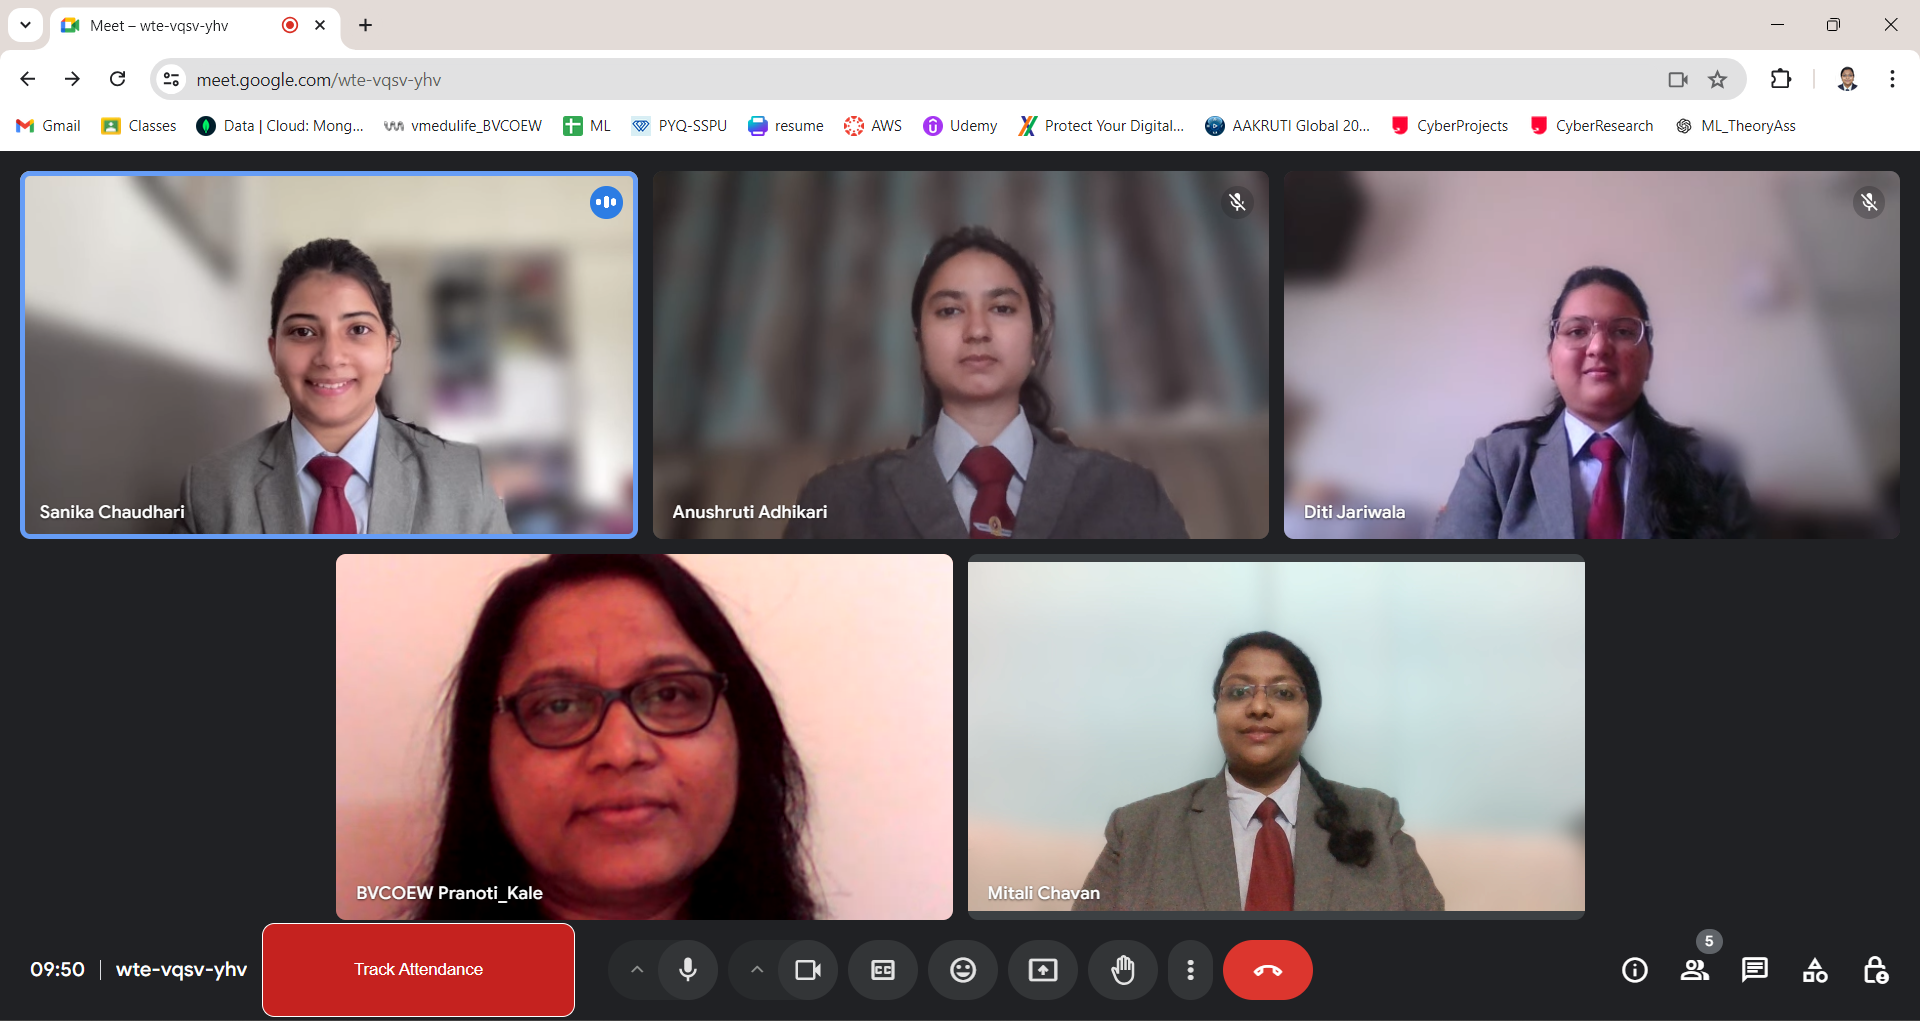 Meet – wte-vqsv-yhv
meet.google.com/wte-vqsv-yhv
Gmail Classes Data | Cloud: Mong... vmedulife_BVCOEW ML PYQ-SSPU resume AWS Udemy Protect Your Digital... AAKRUTI Global 20... CyberProjects CyberResearch ML_TheoryAss
Sanika Chaudhari
Anushruti Adhikari
Diti Jariwala
BVCOEW Pranoti_Kale
Mitali Chavan
09:50 | wte-vqsv-yhv
Track Attendance
CC
5